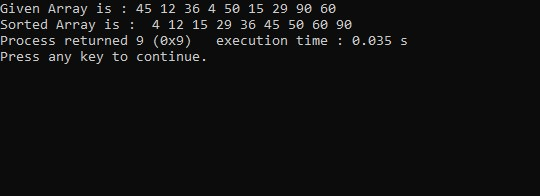 Given Array is : 45 12 36 4 50 15 29 90 60
Sorted Array is :  4 12 15 29 36 45 50 60 90
Process returned 9 (0x9)   execution time : 0.035 s
Press any key to continue.